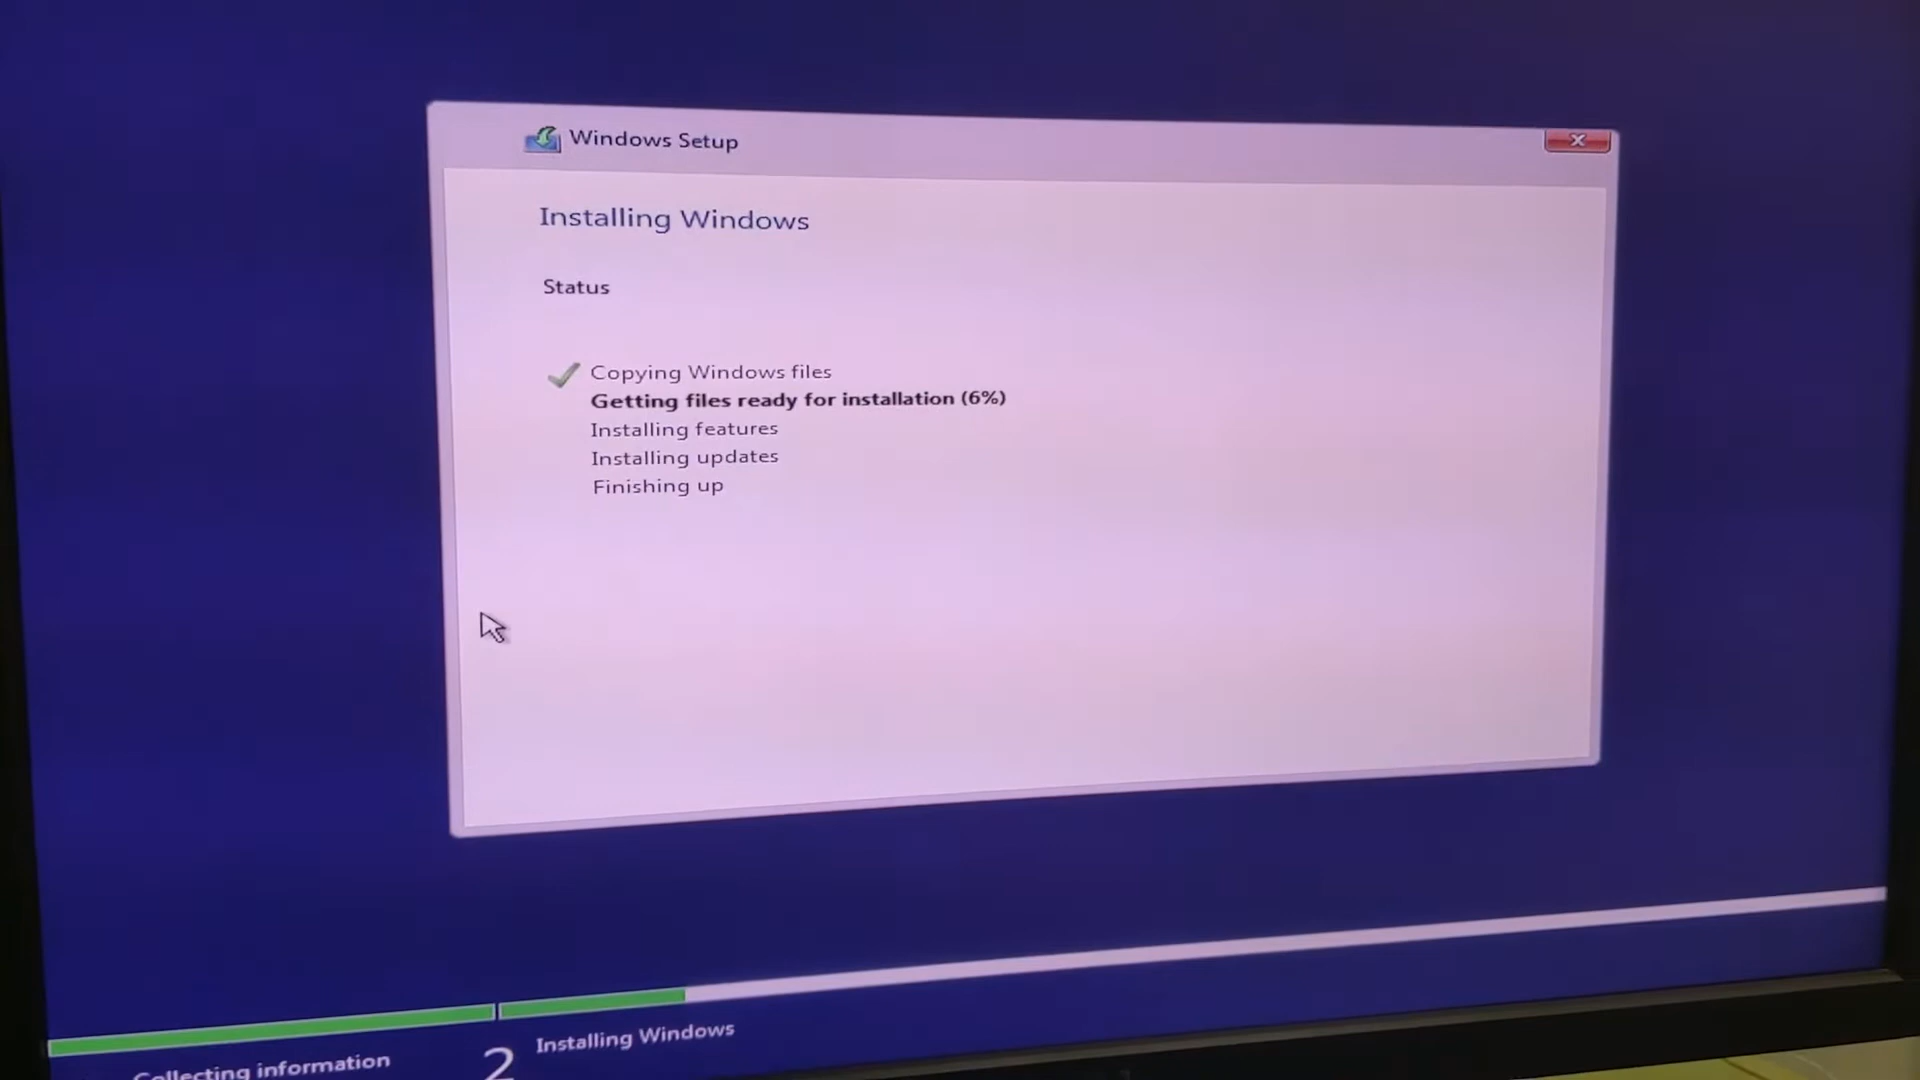 Windows Setup
Installing Windows
Status
Copying Windows files
Getting files ready for installation (6%)
Installing features
Installing updates
Finishing up
Collecting information
2 Installing Windows